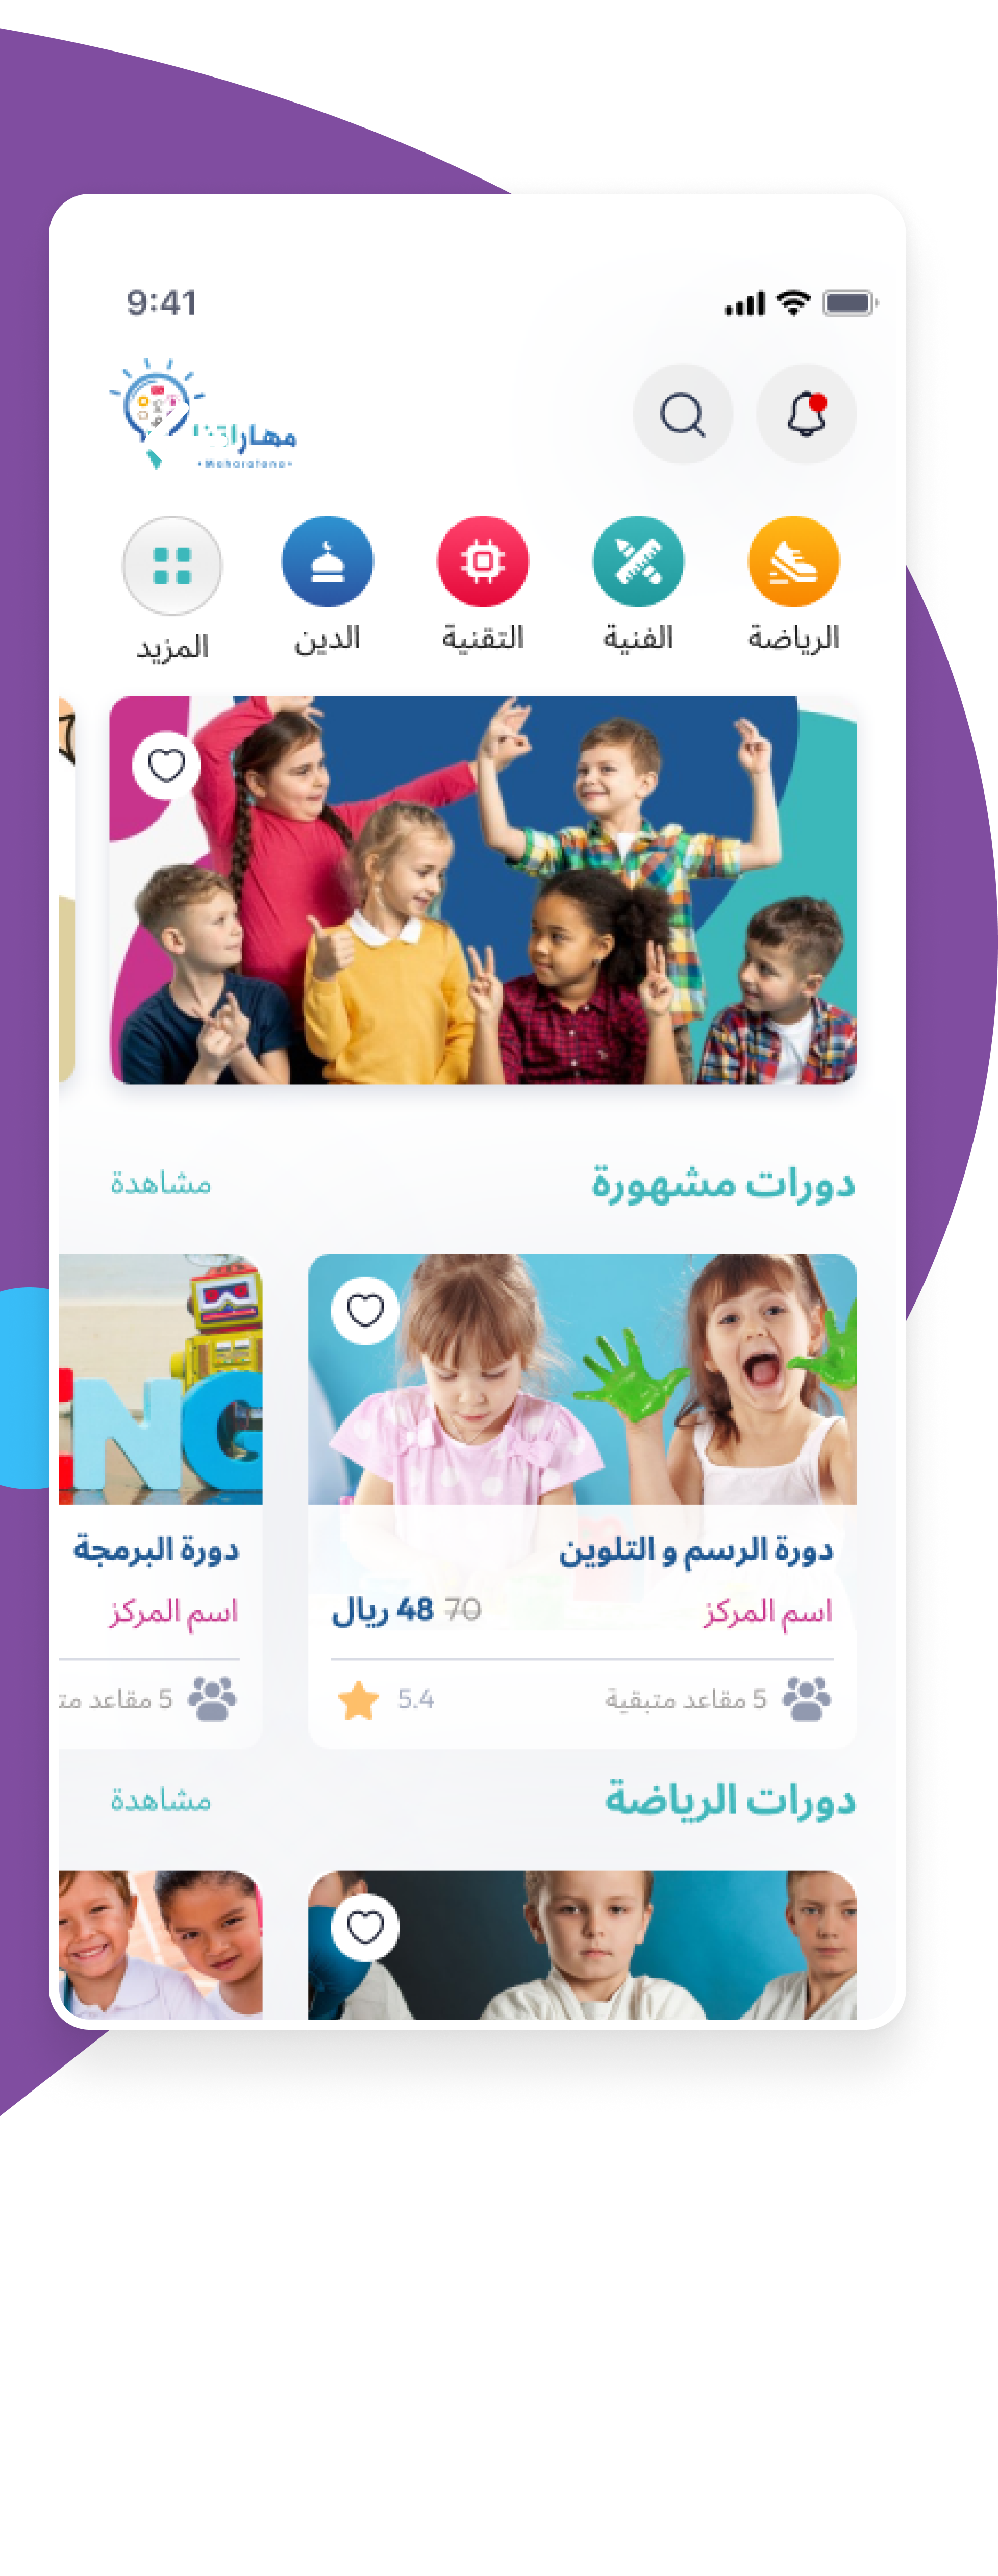 9:41
مهاراتنا
•Maharatena•
الرياضة
الفنية
التقنية
الدين
المزيد
دورات مشهورة
مشاهدة
NG
دورة الرسم و التلوين
اسم المركز
70 48 ريال
5 مقاعد متبقية
5.4
دورة البرمجة
اسم المركز
5 مقاعد
دورات الرياضة
مشاهدة